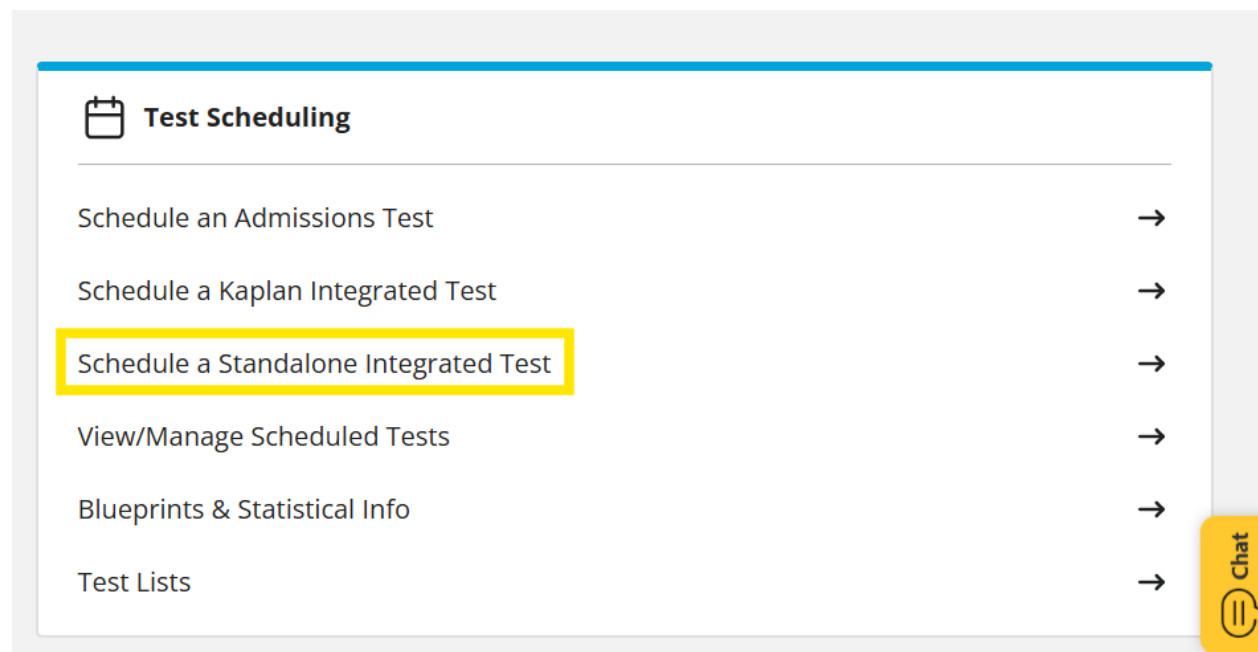 Test Scheduling
Schedule an Admissions Test
Schedule a Kaplan Integrated Test
Schedule a Standalone Integrated Test
View/Manage Scheduled Tests
Blueprints & Statistical Info
Test Lists
Chat